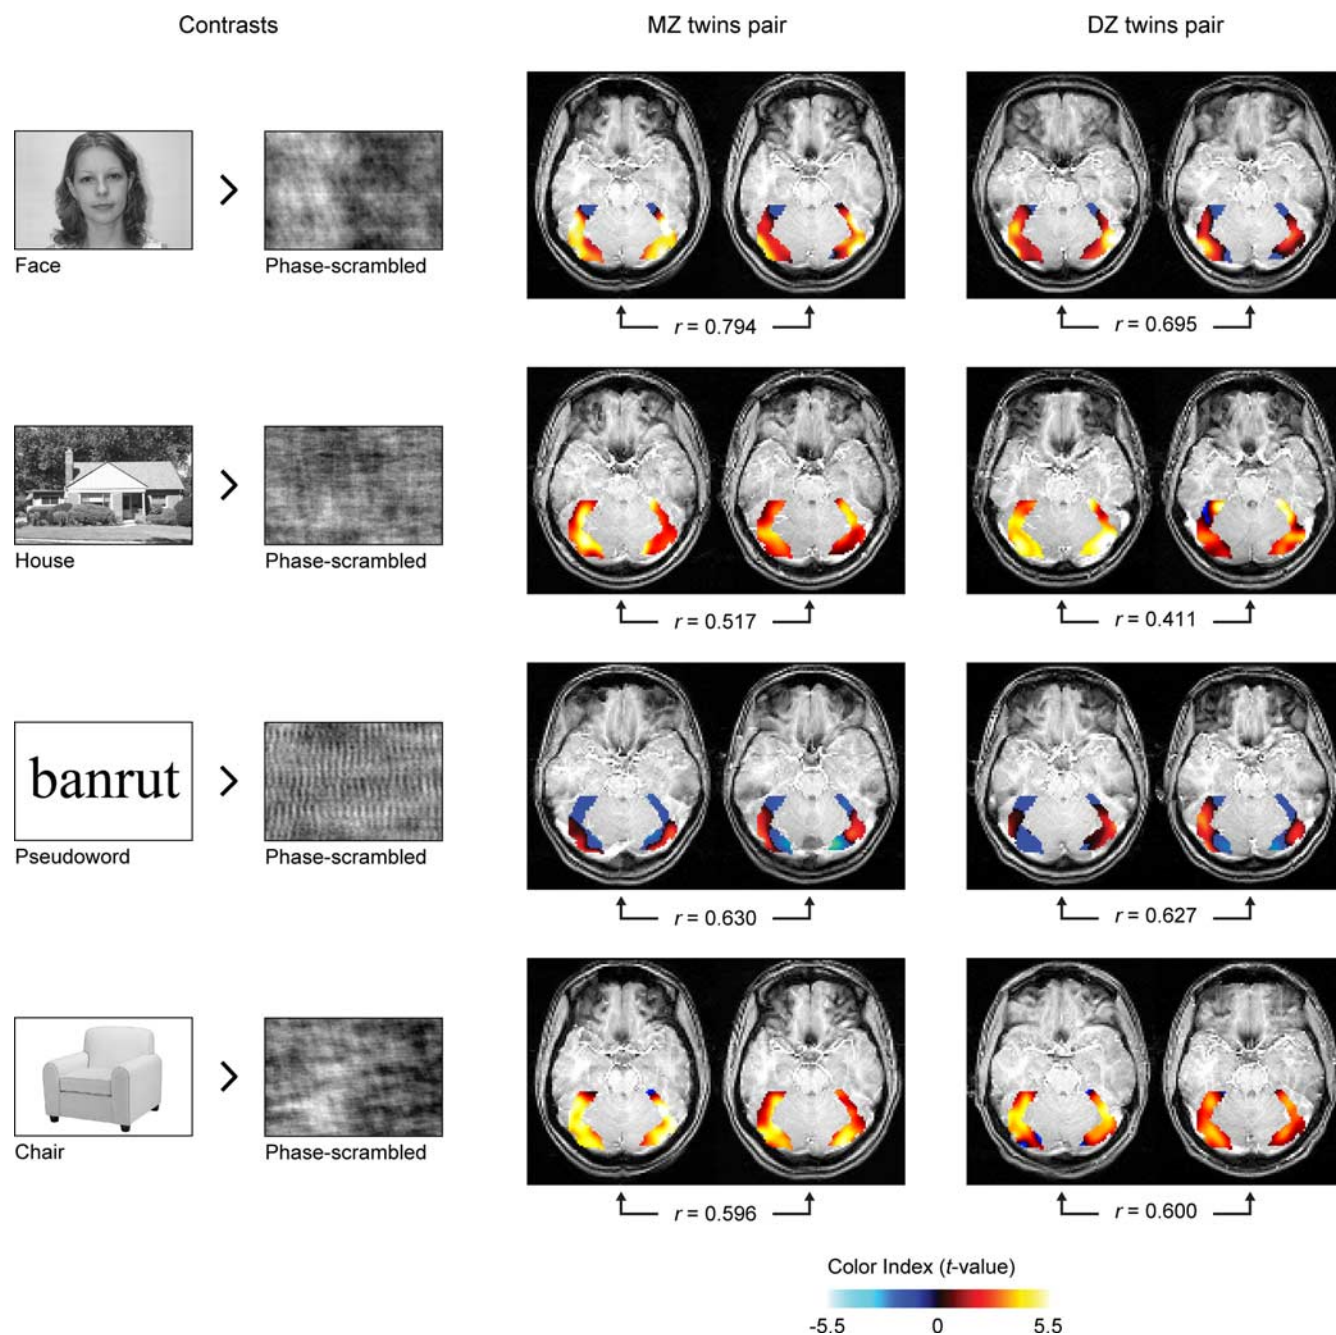 Contrasts
MZ twins pair
DZ twins pair
>
Face
Phase-scrambled
r = 0.794
r = 0.695
>
House
Phase-scrambled
r = 0.517
r = 0.411
banrut
>
Pseudoword
Phase-scrambled
r = 0.630
r = 0.627
>
Chair
Phase-scrambled
r = 0.596
r = 0.600
Color Index (t-value)
-5.5
0
5.5